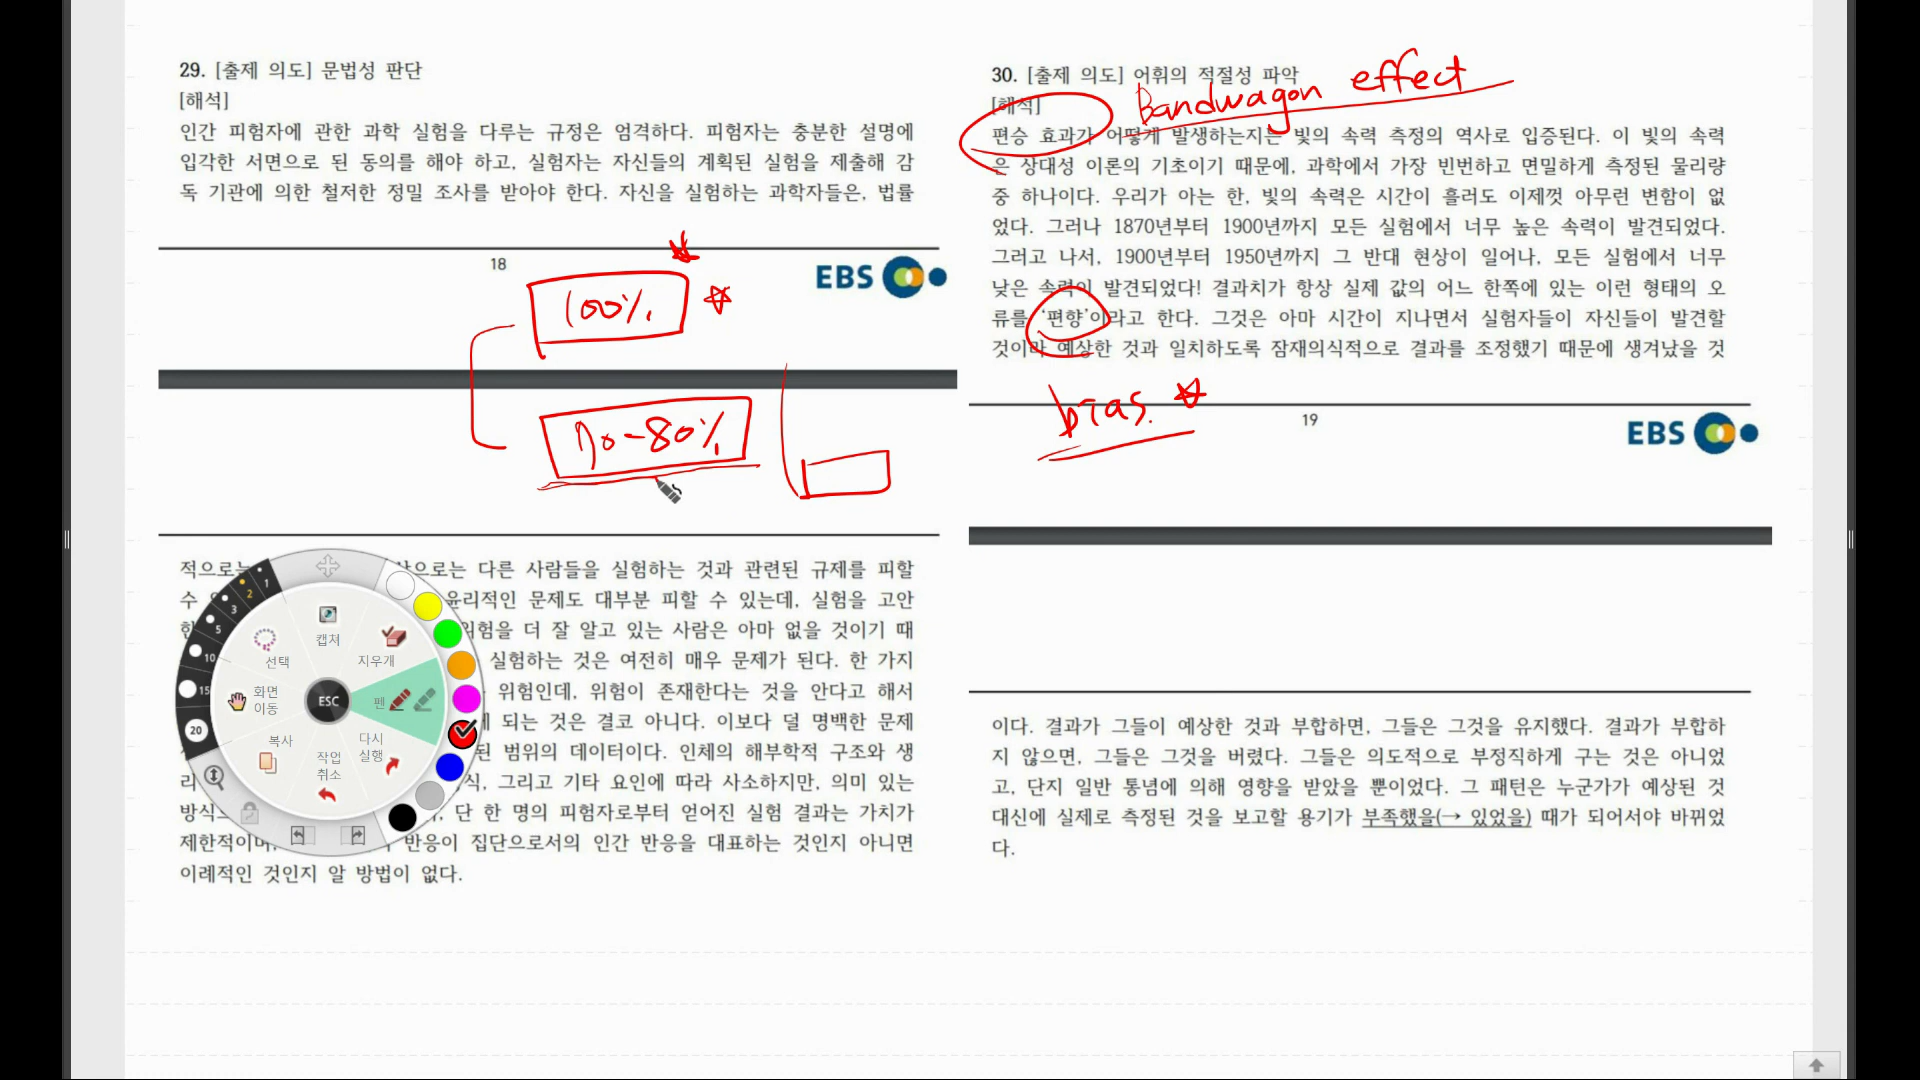 29. [출제 의도] 문법성 판단
[해석]
인간 피험자에 관한 과학 실험을 다루는 규정은 엄격하다. 피험자는 충분한 설명에
입각한 서면으로 된 동의를 해야 하고, 실험자는 자신들의 계획된 실험을 제출해 감
독 기관에 의한 철저한 정밀 조사를 받아야 한다. 자신을 실험하는 과학자들은, 법률
18
EBS
100%
70-80%
적으로는
상으로는 다른 사람들을 실험하는 것과 관련된 규제를 피할
수
윤리적인 문제도 대부분 피할 수 있는데, 실험을 고안
한
위험을 더 잘 알고 있는 사람은 아마 없을 것이기 때
실험하는 것은 여전히 매우 문제가 된다. 한 가지
위험인데, 위험이 존재한다는 것을 안다고 해서
게 되는 것은 결코 아니다. 이보다 덜 명백한 문제
된 범위의 데이터이다. 인체의 해부학적 구조와 생
리
식, 그리고 기타 요인에 따라 사소하지만, 의미 있는
방식으
, 단 한 명의 피험자로부터 얻어진 실험 결과는 가치가
제한적이며,
반응이 집단으로서의 인간 반응을 대표하는 것인지 아니면
이례적인 것인지 알 방법이 없다.
1
2
3
5
10
15
20
캡쳐
선택
지우개
화면
이동
ESC
펜
복사
작업
취소
다시
실행
30. [출제 의도] 어휘의 적절성 파악
Bandwagon effect
[해석]
편승 효과가 어떻게 발생하는지는 빛의 속력 측정의 역사로 입증된다. 이 빛의 속력
은 상대성 이론의 기초이기 때문에, 과학에서 가장 빈번하고 면밀하게 측정된 물리량
중 하나이다. 우리가 아는 한, 빛의 속력은 시간이 흘러도 이제껏 아무런 변함이 없
었다. 그러나 1870년부터 1900년까지 모든 실험에서 너무 높은 속력이 발견되었다.
그러고 나서, 1900년부터 1950년까지 그 반대 현상이 일어나, 모든 실험에서 너무
낮은 속력이 발견되었다! 결과치가 항상 실제 값의 어느 한쪽에 있는 이런 형태의 오
류를 ‘편향’이라고 한다. 그것은 아마 시간이 지나면서 실험자들이 자신들이 발견할
것이라 예상한 것과 일치하도록 잠재의식적으로 결과를 조정했기 때문에 생겨났을 것
bias.
19
EBS
이다. 결과가 그들이 예상한 것과 부합하면, 그들은 그것을 유지했다. 결과가 부합하
지 않으면, 그들은 그것을 버렸다. 그들은 의도적으로 부정직하게 구는 것은 아니었
고, 단지 일반 통념에 의해 영향을 받았을 뿐이었다. 그 패턴은 누군가가 예상된 것
대신에 실제로 측정된 것을 보고할 용기가 부족했을(→ 있었을) 때가 되어서야 바뀌었
다.